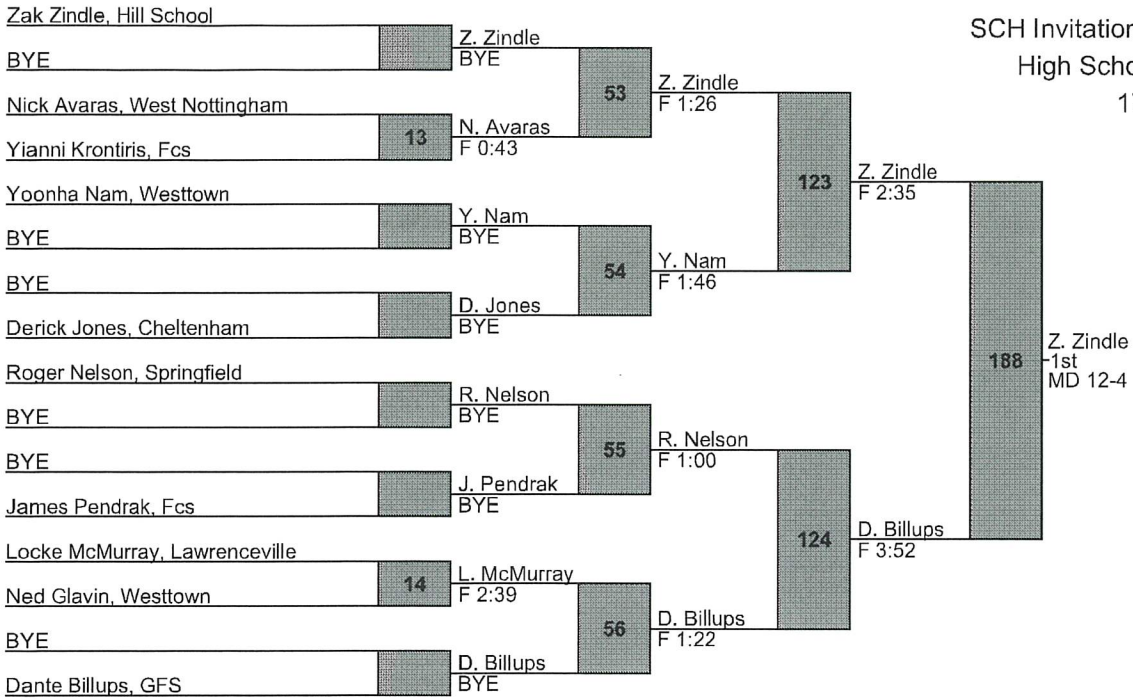 Zak Zindle, Hill School
BYE
Nick Avaras, West Nottingham
Yianni Krontiris, Fcs
Yoonha Nam, Westtown
BYE
BYE
Derick Jones, Cheltenham
Roger Nelson, Springfield
BYE
BYE
James Pendrak, Fcs
Locke McMurray, Lawrenceville
Ned Glavin, Westtown
BYE
Dante Billups, GFS
13
14
Z. Zindle
BYE
N. Avaras
F 0:43
Y. Nam
BYE
D. Jones
BYE
R. Nelson
BYE
J. Pendrak
BYE
L. McMurray
F 2:39
D. Billups
BYE
53
54
55
56
Z. Zindle
F 1:26
Y. Nam
F 1:46
R. Nelson
F 1:00
D. Billups
F 1:22
123
124
Z. Zindle
F 2:35
D. Billups
F 3:52
188
Z. Zindle
1st
MD 12-4
SCH Invitation
High Scho